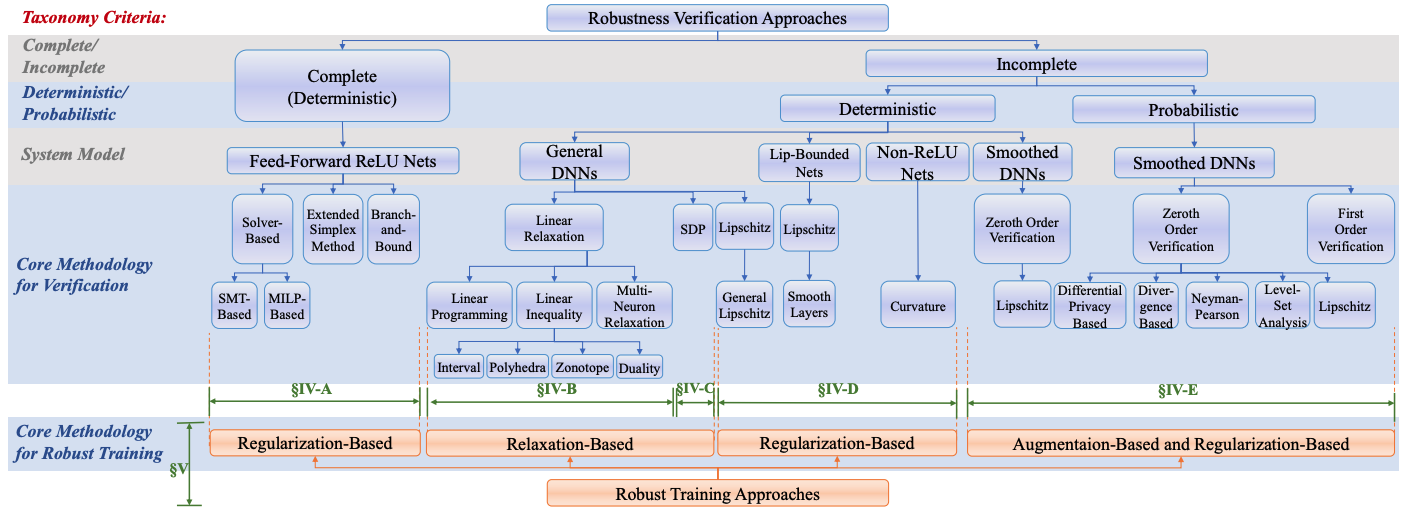 Taxonomy Criteria:
Robustness Verification Approaches
Complete/
Incomplete
Complete
(Deterministic)
Incomplete
Deterministic/
Probabilistic
Deterministic
Probabilistic
System Model
Feed-Forward ReLU Nets
General
DNNs
Lip-Bounded
Nets
Non-ReLU
Nets
Smoothed
DNNs
Smoothed DNNs
Core Methodology
for Verification
Solver-
Based
Extended
Simplex
Method
Branch-
and-
Bound
Linear
Relaxation
SDP
Lipschitz
Lipschitz
Zeroth Order
Verification
Zeroth
Order
Verification
First
Order
Verification
SMT-
Based
MILP-
Based
Linear
Programming
Linear
Inequality
Multi-
Neuron
Relaxation
General
Lipschitz
Smooth
Layers
Curvature
Lipschitz
Differential
Privacy
Based
Diver-
gence
Based
Neyman-
Pearson
Level-
Set
Analysis
Lipschitz
Interval
Polyhedra
Zonotope
Duality
§IV-A
§IV-B
§IV-C
§IV-D
§IV-E
Core Methodology
for Robust Training
§V
Regularization-Based
Relaxation-Based
Regularization-Based
Augmentaion-Based and Regularization-Based
Robust Training Approaches